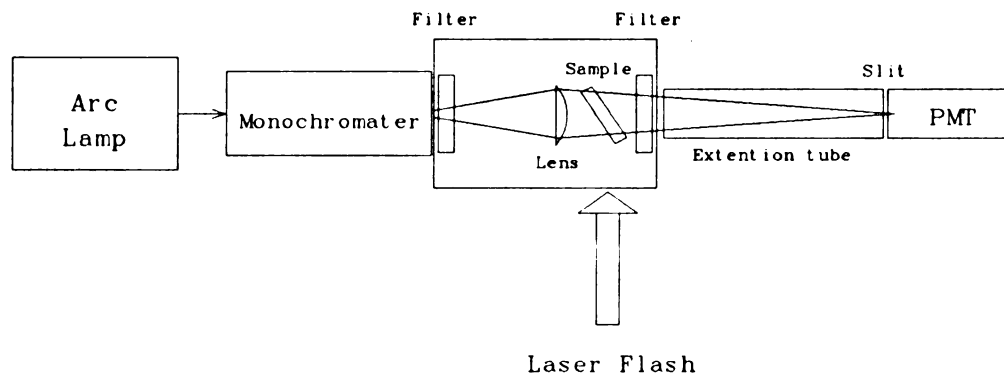 Filter
Filter
Sample
Slit
Arc
Lamp
Monochromater
PMT
Lens
Extention tube
Laser Flash